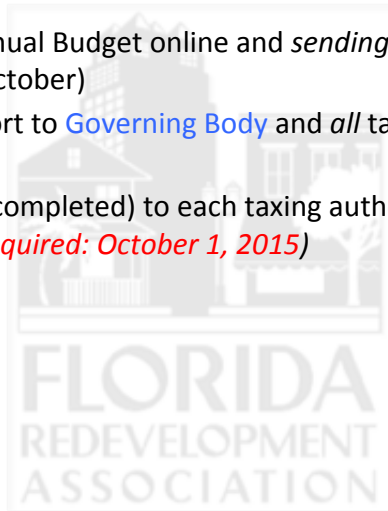 nual Budget online and sending
ctober)
ort to Governing Body and all ta
completed) to each taxing auth
quired: October 1, 2015)
FLORIDA
REDEVELOPMENT
ASSOCIATION